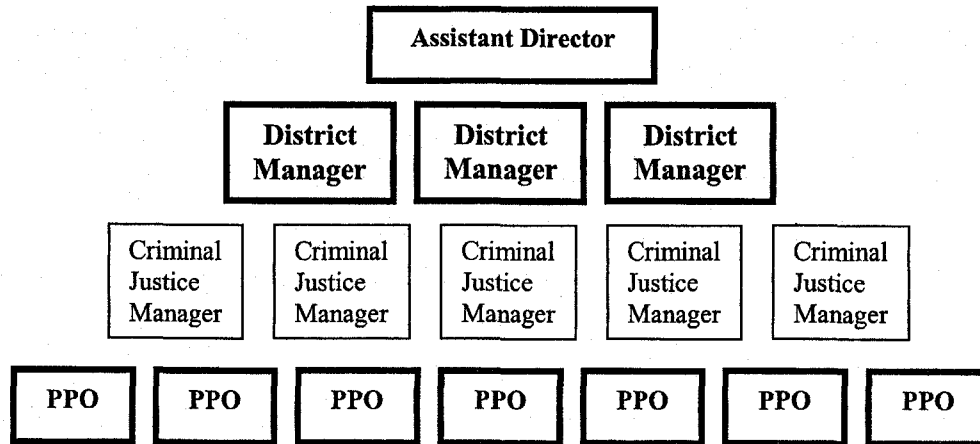 Assistant Director
District District District
Manager Manager Manager
Criminal Criminal Criminal Criminal Criminal
Justice Justice Justice Justice Justice
Manager Manager Manager Manager Manager
PPO PPO PPO PPO PPO PPO PPO